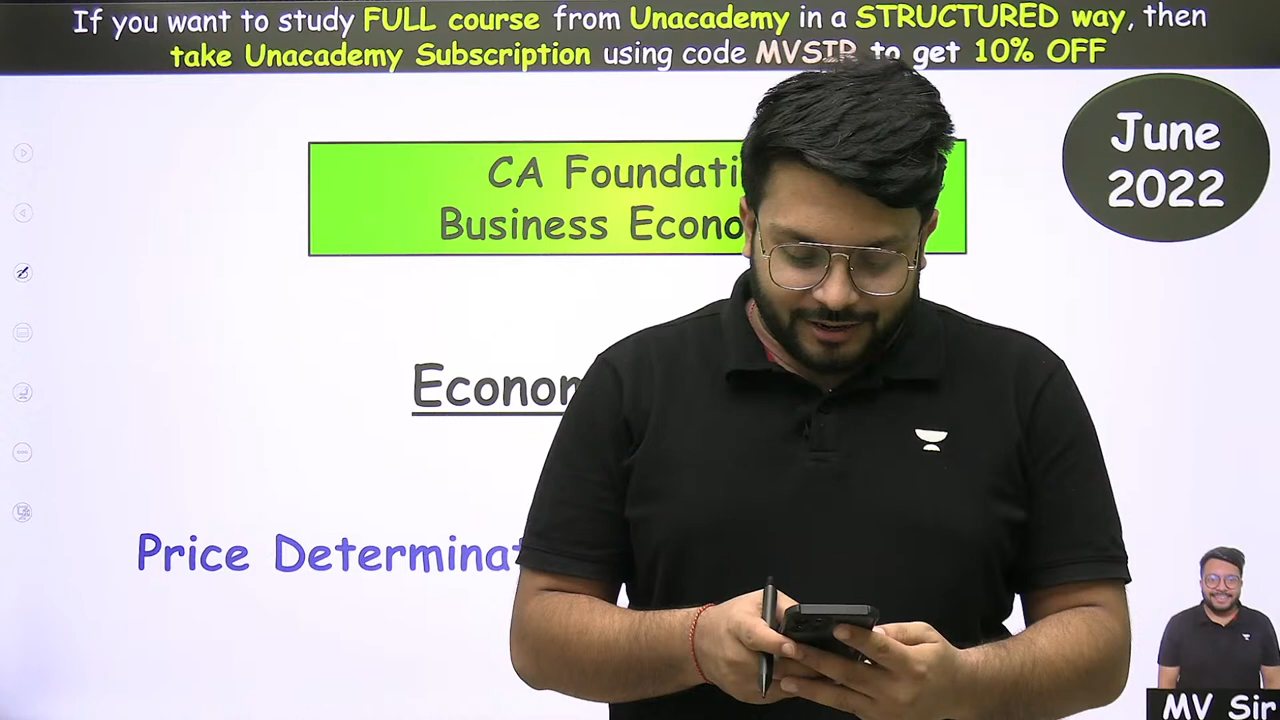 If you want to study FULL course from Unacademy in a STRUCTURED way, then
take Unacademy Subscription using code MVSIR to get 10% OFF
June
2022
CA Foundati
Business Econo
Econom
Price Determinat
MV Sir